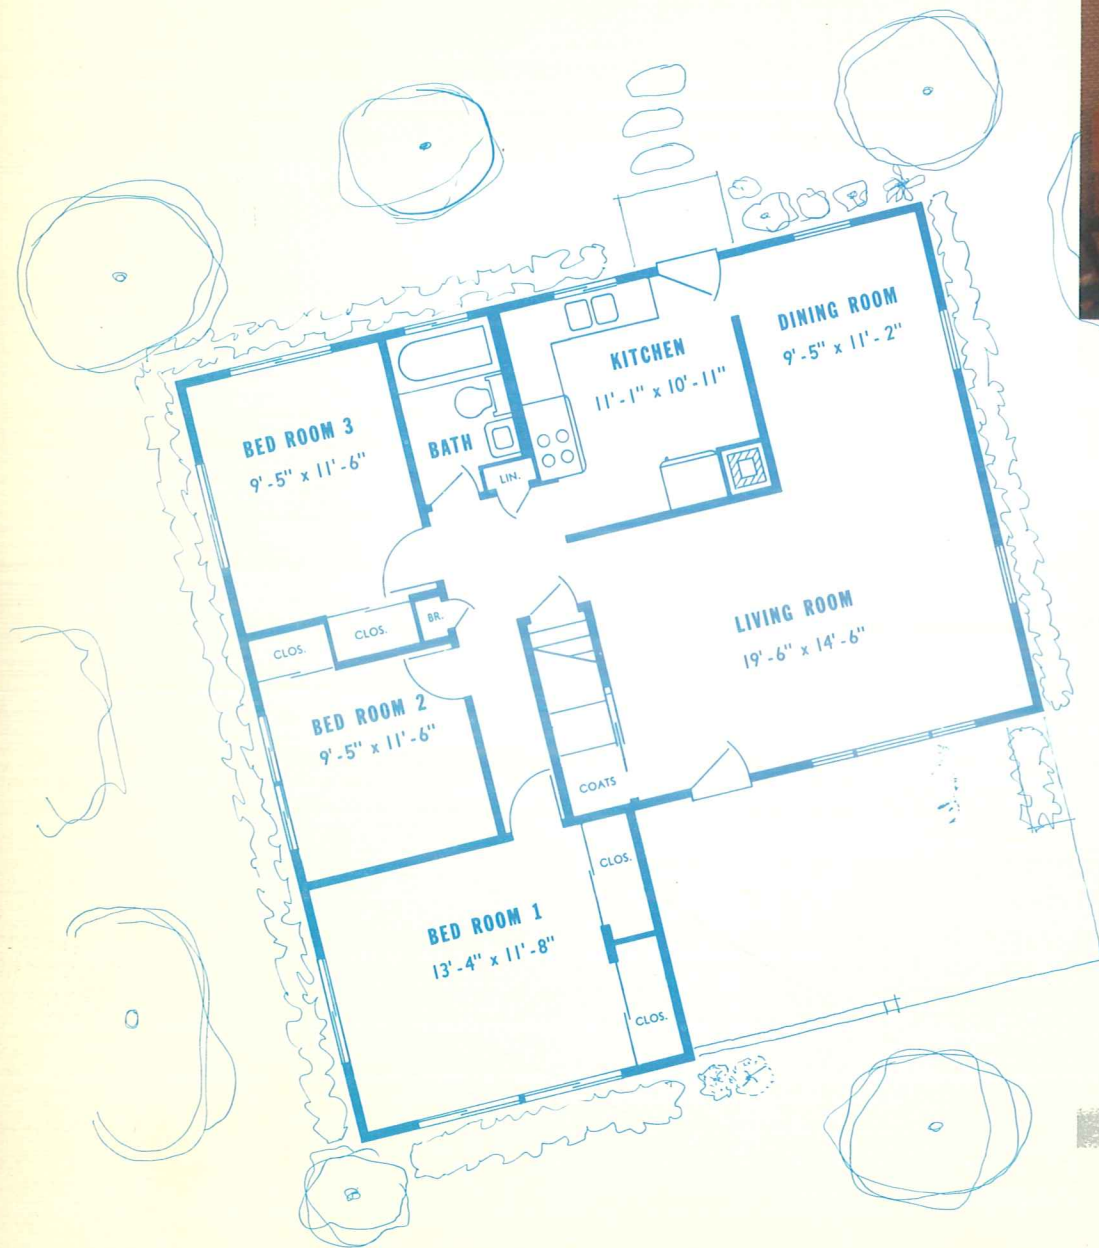 DINING ROOM
9'-5" x 11'-2"
KITCHEN
11'-1" x 10'-11"
BED ROOM 3
9'-5" x 11'-6"
BATH
LIN.
BR.
CLOS.
CLOS.
LIVING ROOM
19'-6" x 14'-6"
BED ROOM 2
9'-5" x 11'-6"
COATS
CLOS.
BED ROOM 1
13'-4" x 11'-8"
CLOS.